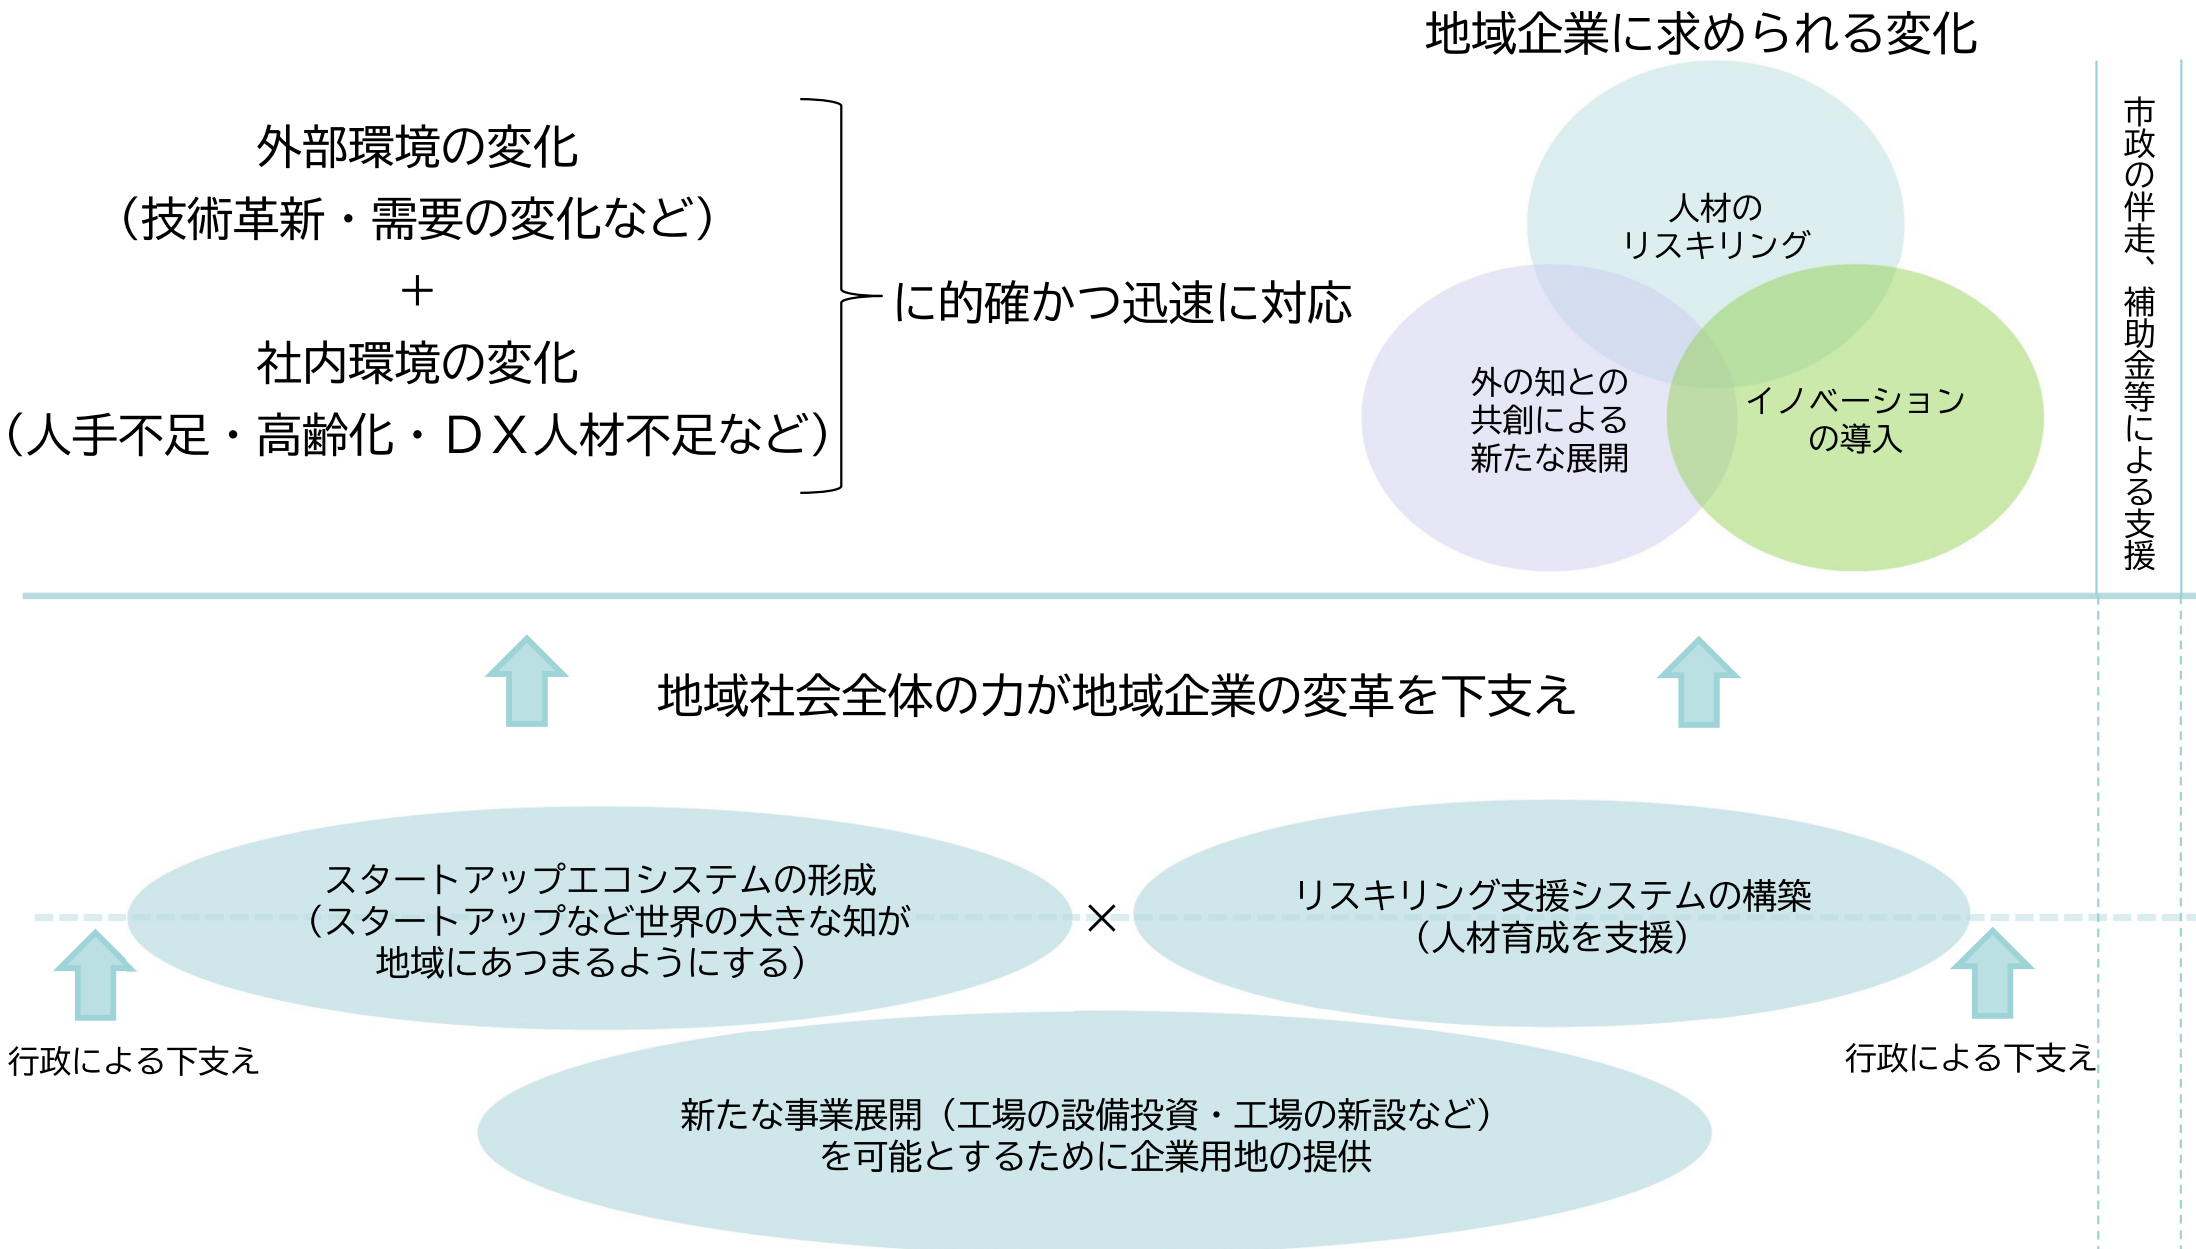 地域企業に求められる変化
外部環境の変化
（技術革新・需要の変化など）
＋
社内環境の変化
（人手不足・高齢化・ＤＸ人材不足など）
に的確かつ迅速に対応
人材の
リスキリング
外の知との
共創による
新たな展開
イノベーション
の導入
市政の伴走、補助金等による支援
地域社会全体の力が地域企業の変革を下支え
スタートアップエコシステムの形成
（スタートアップなど世界の大きな知が
地域にあつまるようにする）
×
リスキリング支援システムの構築
（人材育成を支援）
行政による下支え
行政による下支え
新たな事業展開（工場の設備投資・工場の新設など）
を可能とするために企業用地の提供